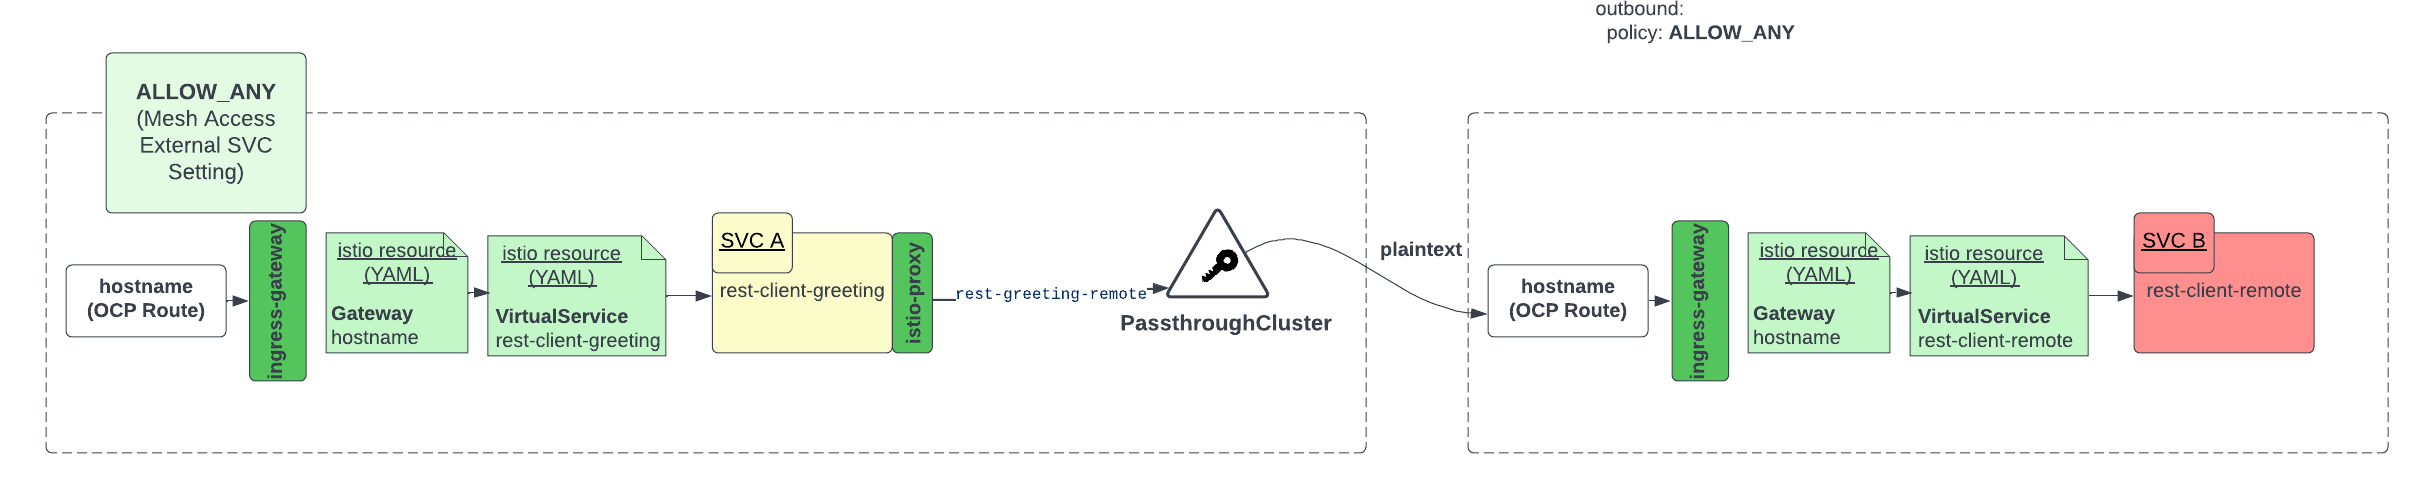 outbound:
policy: ALLOW_ANY
ALLOW_ANY
(Mesh Access
External SVC
Setting)
hostname
(OCP Route)
ingress-gateway
istio resource
(YAML)
Gateway
hostname
istio resource
(YAML)
VirtualService
rest-client-greeting
SVC A
rest-client-greeting
istio-proxy
rest-greeting-remote
PassthroughCluster
plaintext
hostname
(OCP Route)
ingress-gateway
istio resource
(YAML)
Gateway
hostname
istio resource
(YAML)
VirtualService
rest-client-remote
SVC B
rest-client-remote